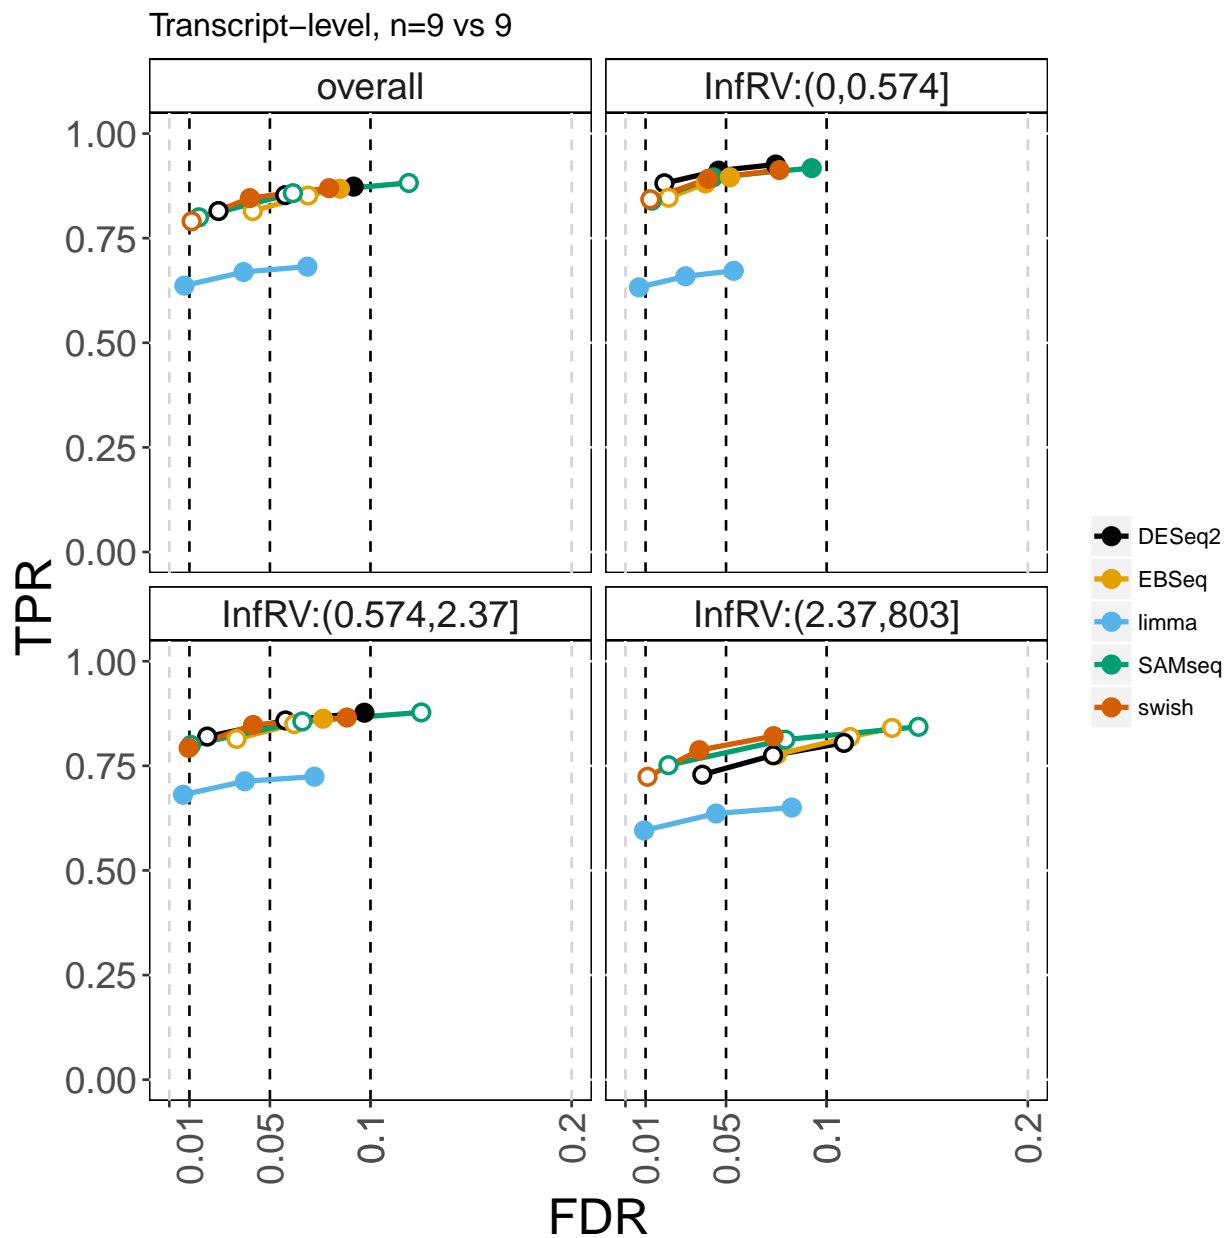 Transcript−level, n=9 vs 9
overall
InfRV:(0,0.574]
1.00
0.75
0.50
0.25
0.00
TPR
InfRV:(0.574,2.37]
InfRV:(2.37,803]
1.00
0.75
0.50
0.25
0.00
0.01
0.05
0.1
0.2
0.01
0.05
0.1
0.2
FDR
DESeq2
EBSeq
limma
SAMseq
swish